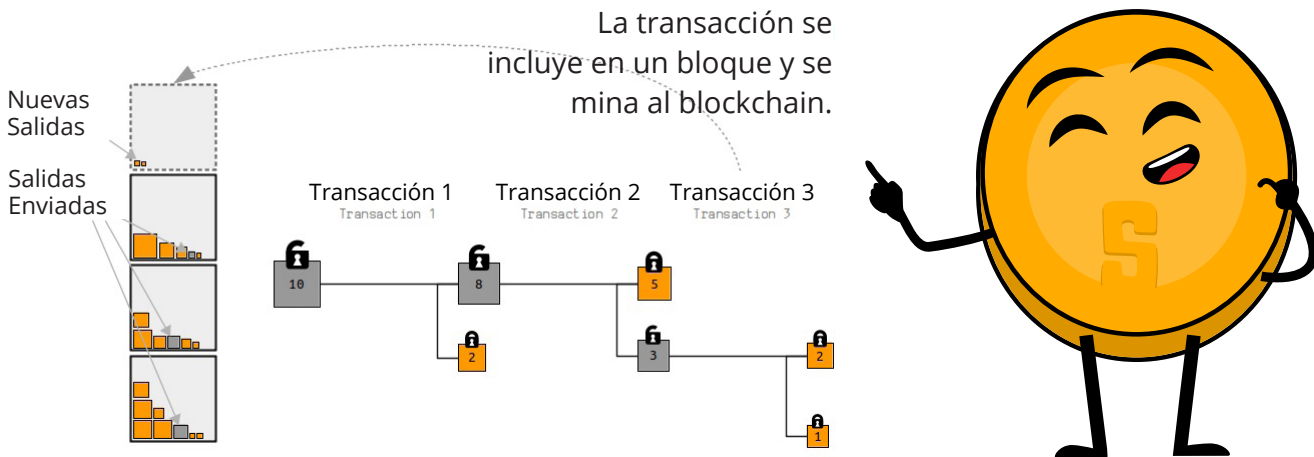 La transacción se
incluye en un bloque y se
mina al blockchain.
Nuevas
Salidas
Salidas
Enviadas
Transacción 1 Transacción 2 Transacción 3
Transaction 1 Transaction 2 Transaction 3
10 8 5
2 3 2
1
S